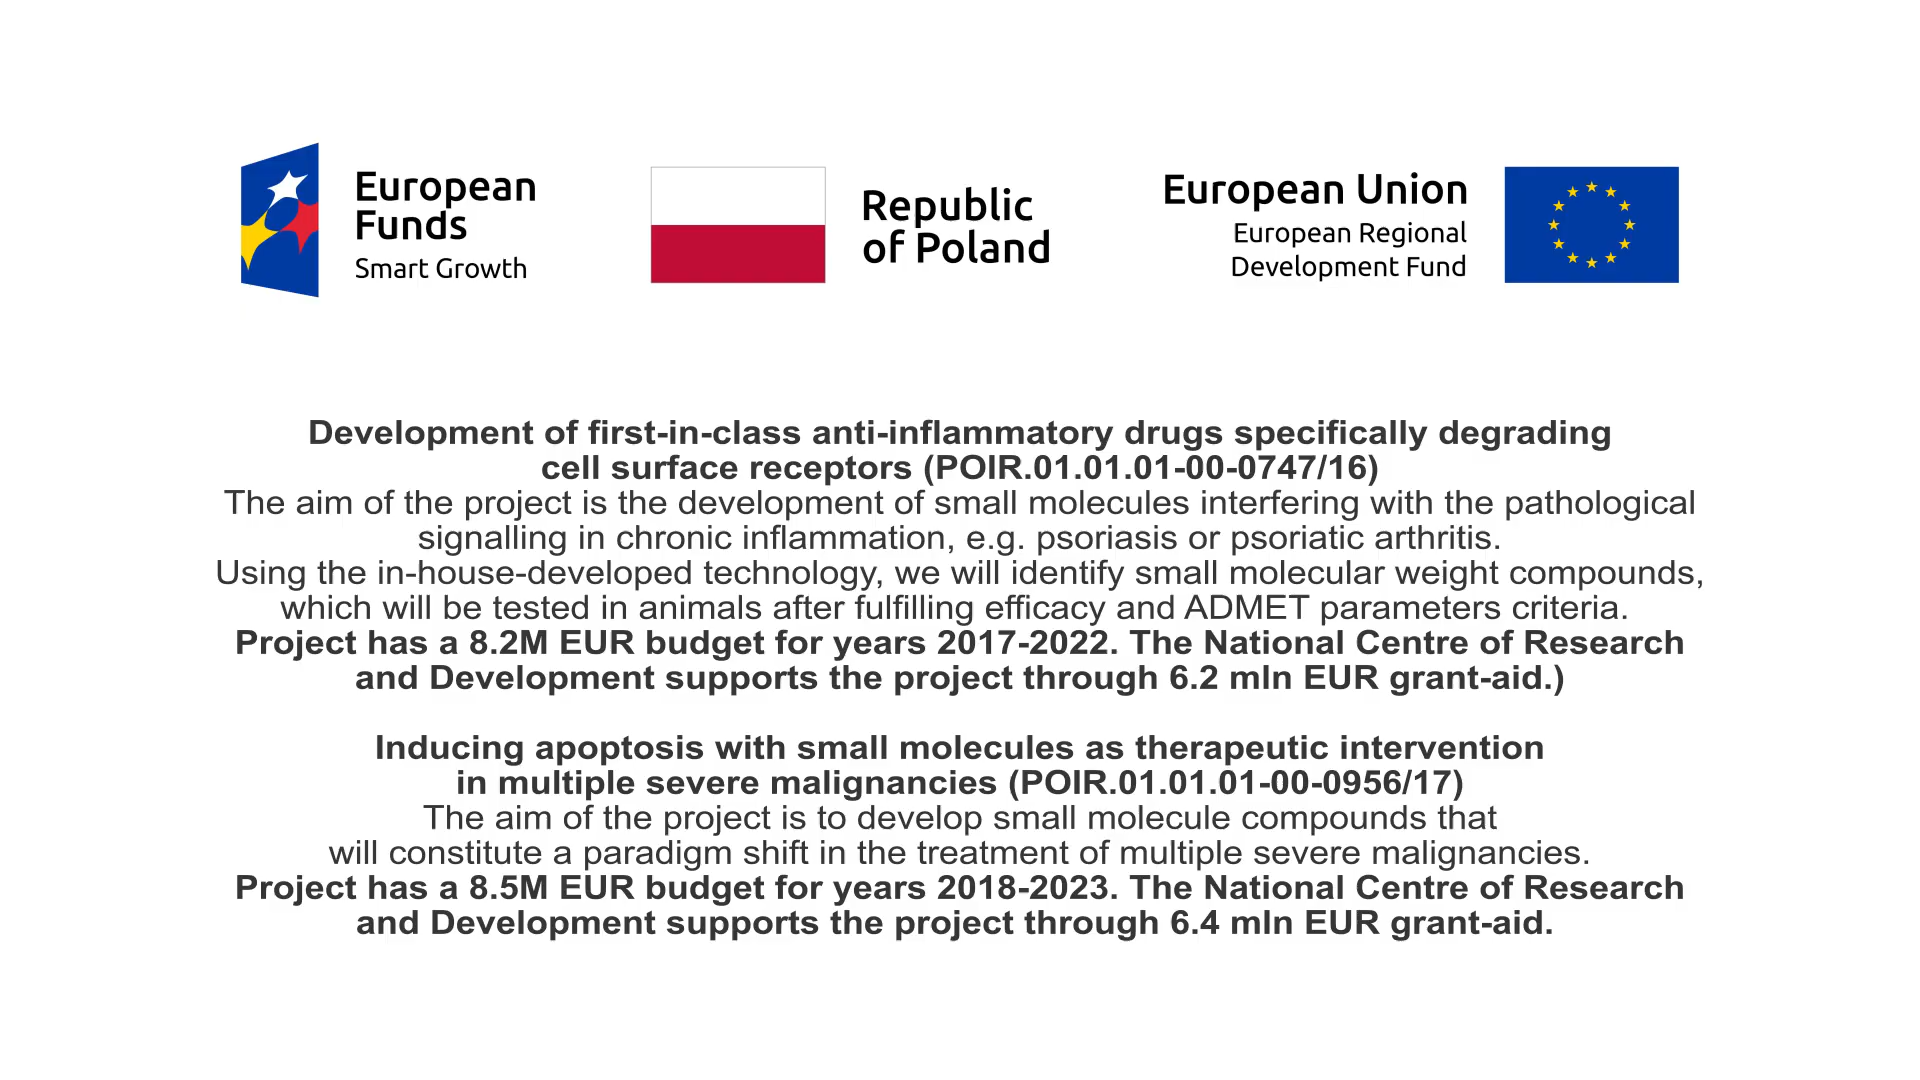 European
Funds
Smart Growth
Republic
of Poland
European Union
European Regional
Development Fund
Development of first-in-class anti-inflammatory drugs specifically degrading
cell surface receptors (POIR.01.01.01-00-0747/16)
The aim of the project is the development of small molecules interfering with the pathological
signalling in chronic inflammation, e.g. psoriasis or psoriatic arthritis.
Using the in-house-developed technology, we will identify small molecular weight compounds,
which will be tested in animals after fulfilling efficacy and ADMET parameters criteria.
Project has a 8.2M EUR budget for years 2017-2022. The National Centre of Research
and Development supports the project through 6.2 mln EUR grant-aid.)
Inducing apoptosis with small molecules as therapeutic intervention
in multiple severe malignancies (POIR.01.01.01-00-0956/17)
The aim of the project is to develop small molecule compounds that
will constitute a paradigm shift in the treatment of multiple severe malignancies.
Project has a 8.5M EUR budget for years 2018-2023. The National Centre of Research
and Development supports the project through 6.4 mln EUR grant-aid.